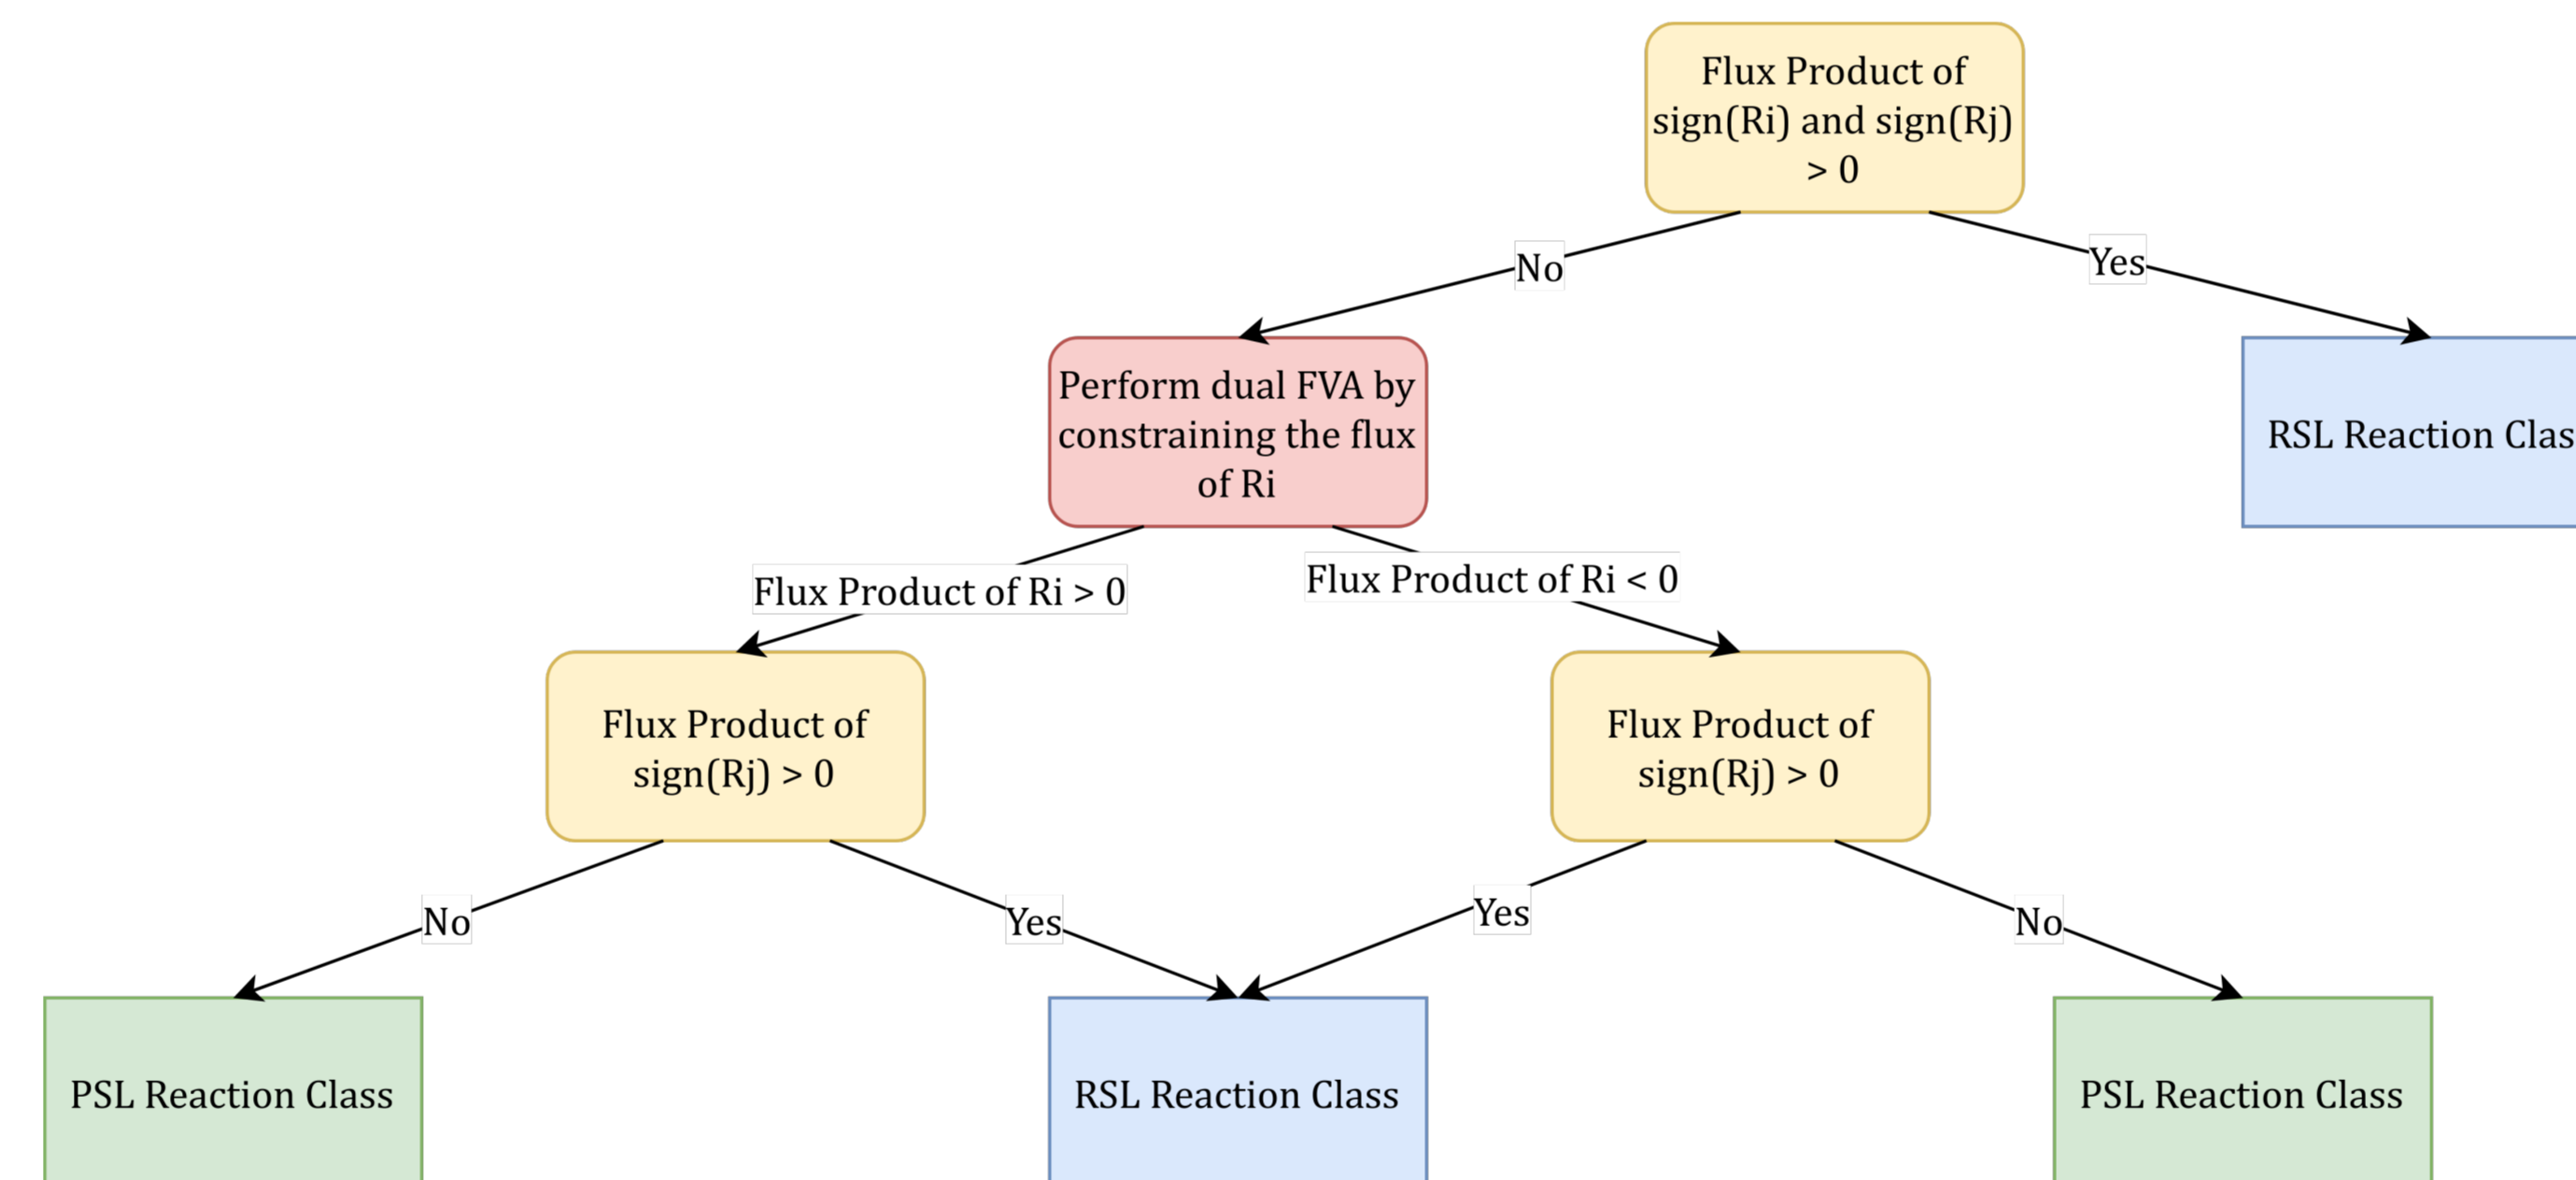 Flux Product of
sign(Ri) and sign(Rj)
> 0
No
Yes
Perform dual FVA by
constraining the flux
of Ri
RSL Reaction Clas
Flux Product of Ri > 0
Flux Product of Ri < 0
Flux Product of
sign(Rj) > 0
Flux Product of
sign(Rj) > 0
No
Yes
Yes
No
PSL Reaction Class
RSL Reaction Class
PSL Reaction Class